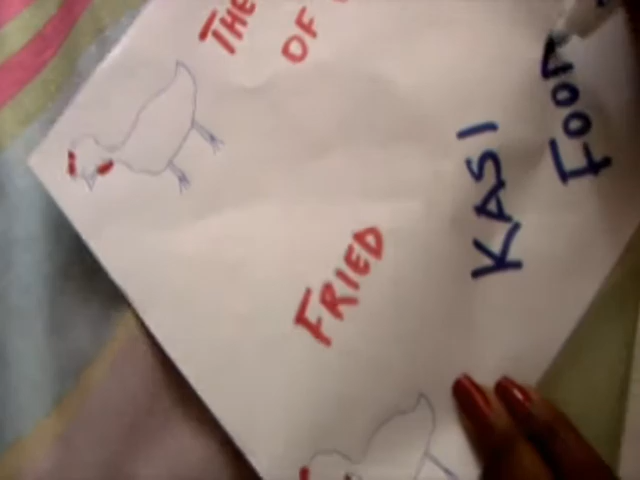 THE
OF
FRIED
KASI
FOOD